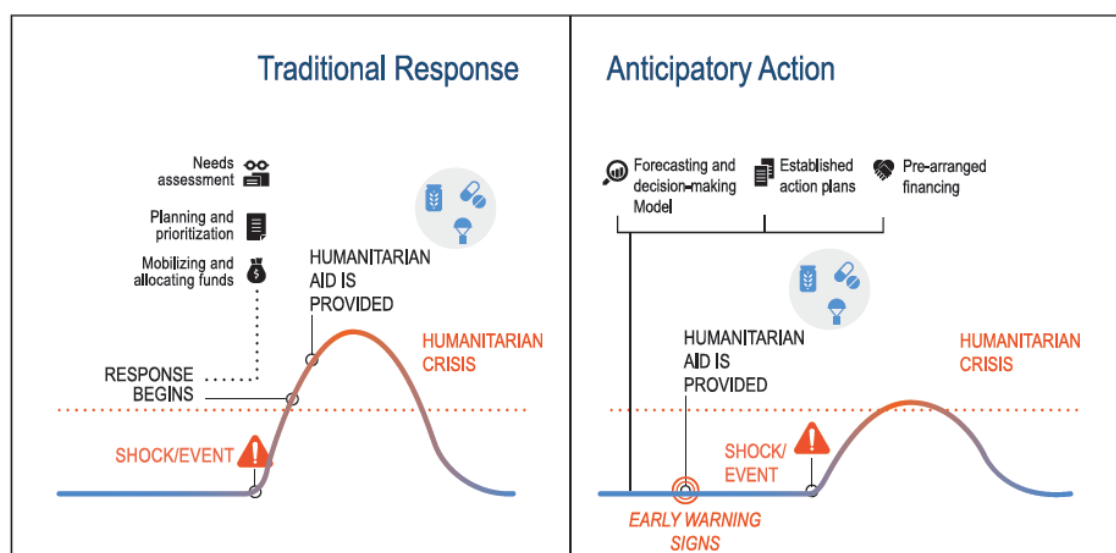 Traditional Response
Needs
assessment
Planning and
prioritization
Mobilizing and
allocating funds
HUMANITARIAN
AID IS
PROVIDED
HUMANITARIAN
CRISIS
RESPONSE
BEGINS
SHOCK/EVENT
Anticipatory Action
Forecasting and
decision-making
Model
Established
action plans
Pre-arranged
financing
HUMANITARIAN
AID IS
PROVIDED
HUMANITARIAN
CRISIS
SHOCK/
EVENT
EARLY WARNING
SIGNS